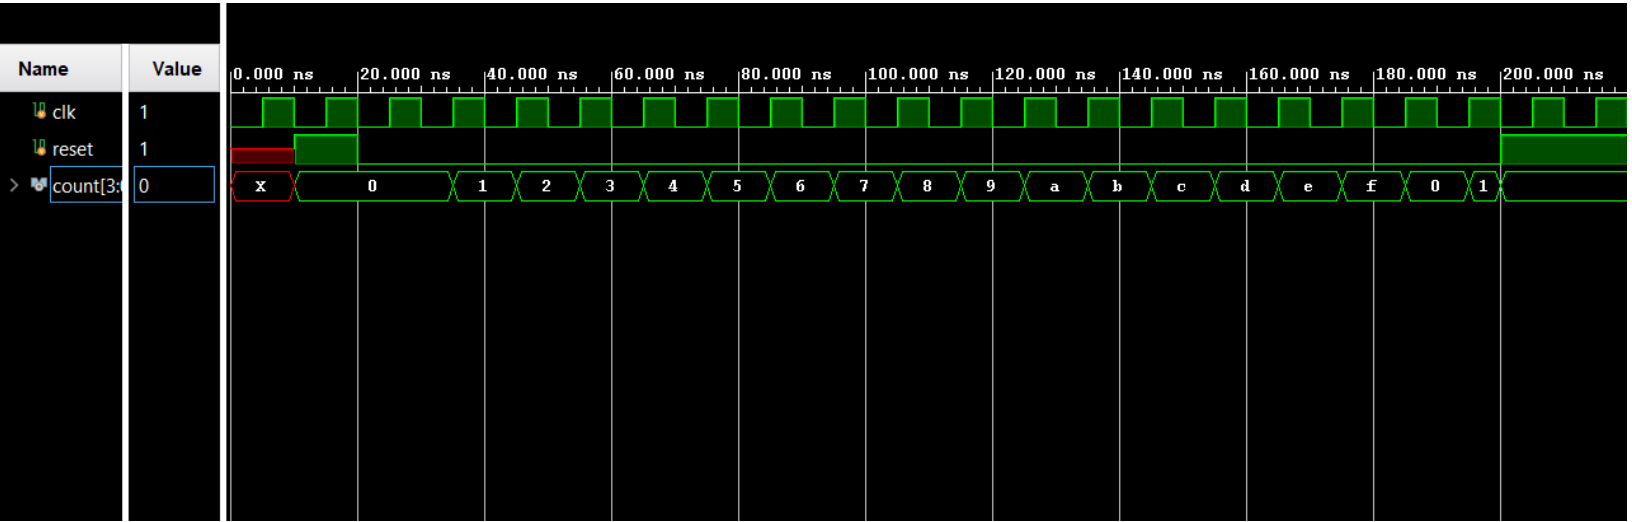 Name Value
0.000 ns 20.000 ns 40.000 ns 60.000 ns 80.000 ns 100.000 ns 120.000 ns 140.000 ns 160.000 ns 180.000 ns 200.000 ns
clk 1
reset 1
count[3: 0 X 0 1 2 3 4 5 6 7 8 9 a b c d e f 0 1